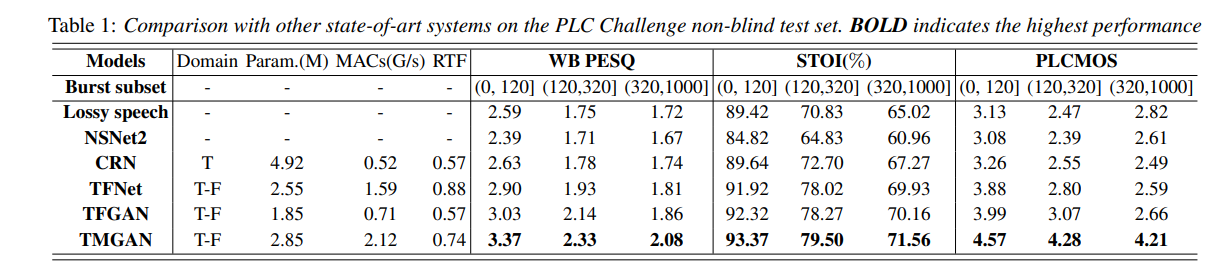 Table 1: Comparison with other state-of-art systems on the PLC Challenge non-blind test set. BOLD indicates the highest performance
Models Domain Param.(M) MACs(G/s) RTF WB PESQ STOI(%) PLCMOS
Burst subset - - - - (0, 120] (120,320] (320,1000] (0, 120] (120,320] (320,1000] (0, 120] (120,320] (320,1000]
Lossy speech - - - - 2.59 1.75 1.72 89.42 70.83 65.02 3.13 2.47 2.82
NSNet2 - - - - 2.39 1.71 1.67 84.82 64.83 60.96 3.08 2.39 2.61
CRN T 4.92 0.52 0.57 2.63 1.78 1.74 89.64 72.70 67.27 3.26 2.55 2.49
TFNet T-F 2.55 1.59 0.88 2.90 1.93 1.81 91.92 78.02 69.93 3.88 2.80 2.59
TFGAN T-F 1.85 0.71 0.57 3.03 2.14 1.86 92.32 78.27 70.16 3.99 3.07 2.66
TMGAN T-F 2.85 2.12 0.74 3.37 2.33 2.08 93.37 79.50 71.56 4.57 4.28 4.21